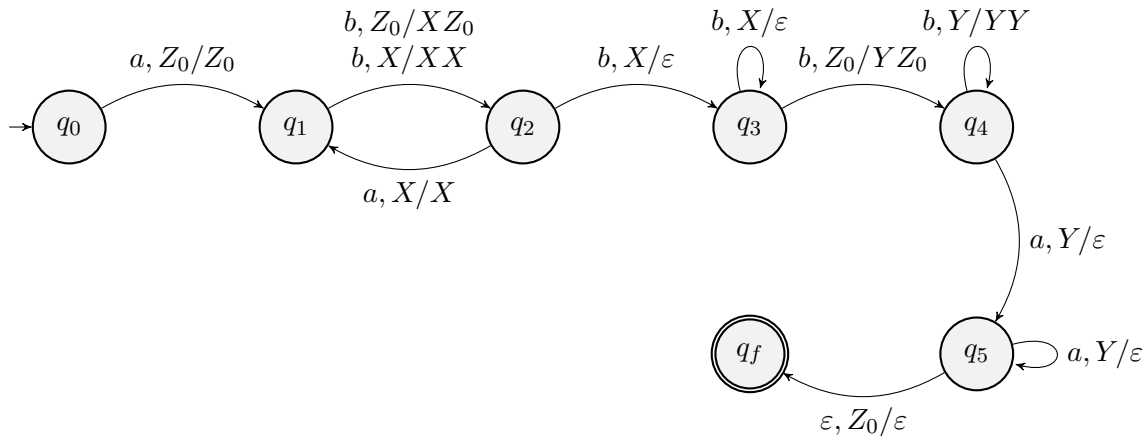 b, Z₀/XZ₀
a, Z₀/Z₀
b, X/XX
b, X/ε
b, X/ε
b, Z₀/YZ₀
b, Y/YY
q₀
q₁
q₂
q₃
q₄
a, X/X
a, Y/ε
q_f
q₅
a, Y/ε
ε, Z₀/ε